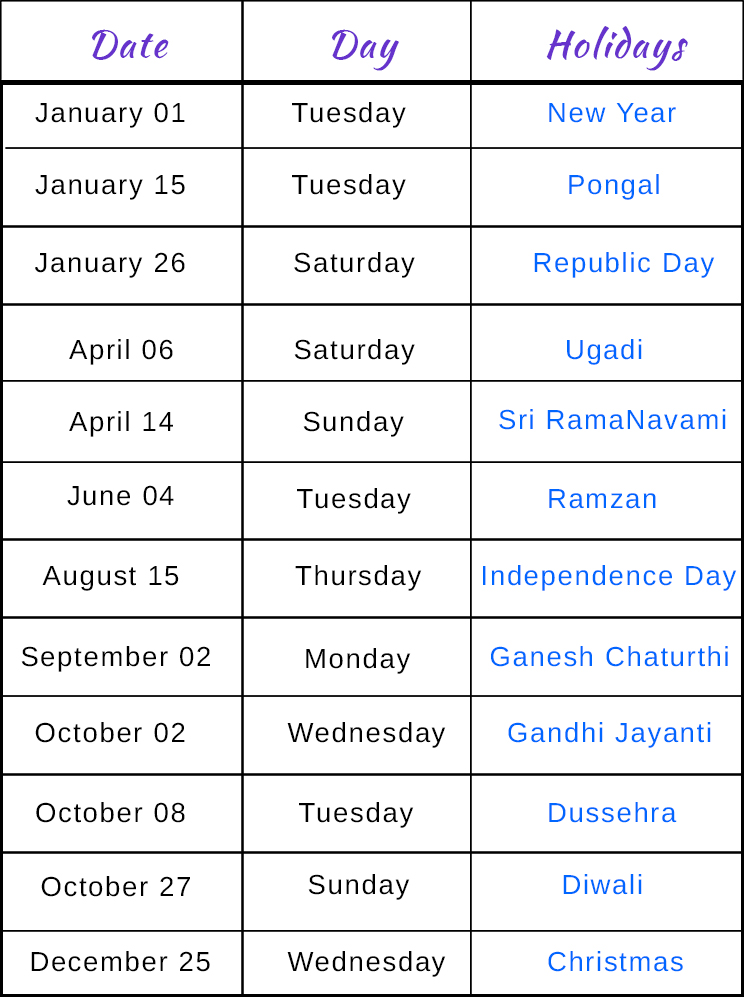 Date Day Holidays
January 01 Tuesday New Year
January 15 Tuesday Pongal
January 26 Saturday Republic Day
April 06 Saturday Ugadi
April 14 Sunday Sri RamaNavami
June 04 Tuesday Ramzan
August 15 Thursday Independence Day
September 02 Monday Ganesh Chaturthi
October 02 Wednesday Gandhi Jayanti
October 08 Tuesday Dussehra
October 27 Sunday Diwali
December 25 Wednesday Christmas